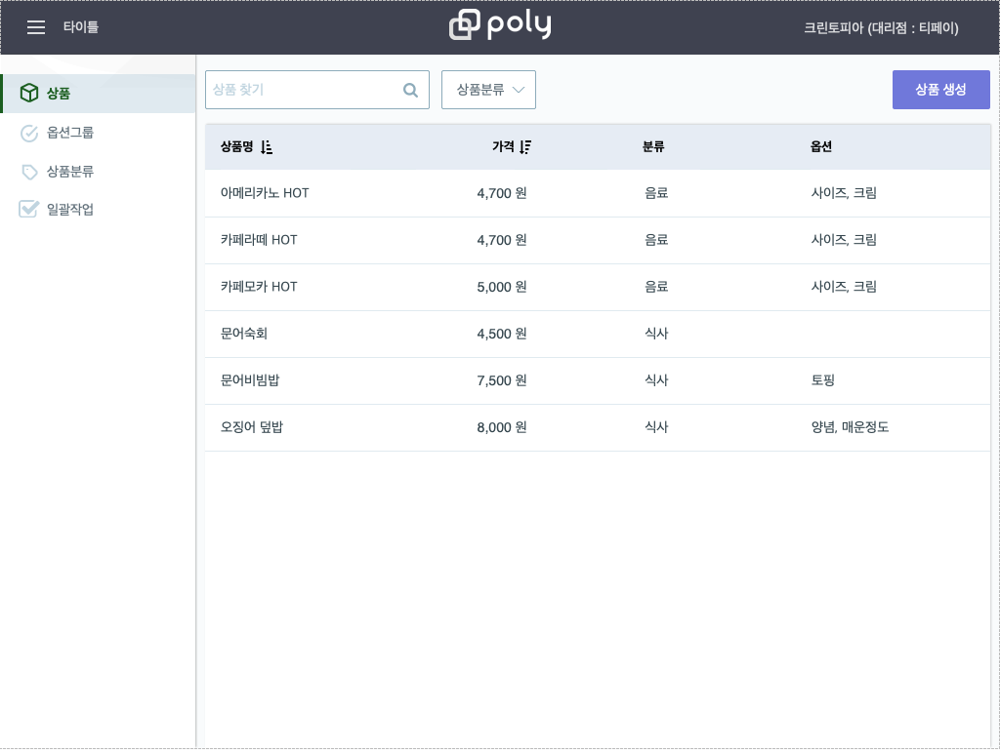 타이틀
poly
크린토피아 (대리점 : 티페이)
상품
옵션그룹
상품분류
일괄작업
상품 찾기
상품분류
상품 생성
상품명 가격 분류 옵션
아메리카노 HOT 4,700 원 음료 사이즈, 크림
카페라떼 HOT 4,700 원 음료 사이즈, 크림
카페모카 HOT 5,000 원 음료 사이즈, 크림
문어숙회 4,500 원 식사
문어비빔밥 7,500 원 식사 토핑
오징어 덮밥 8,000 원 식사 양념, 매운정도